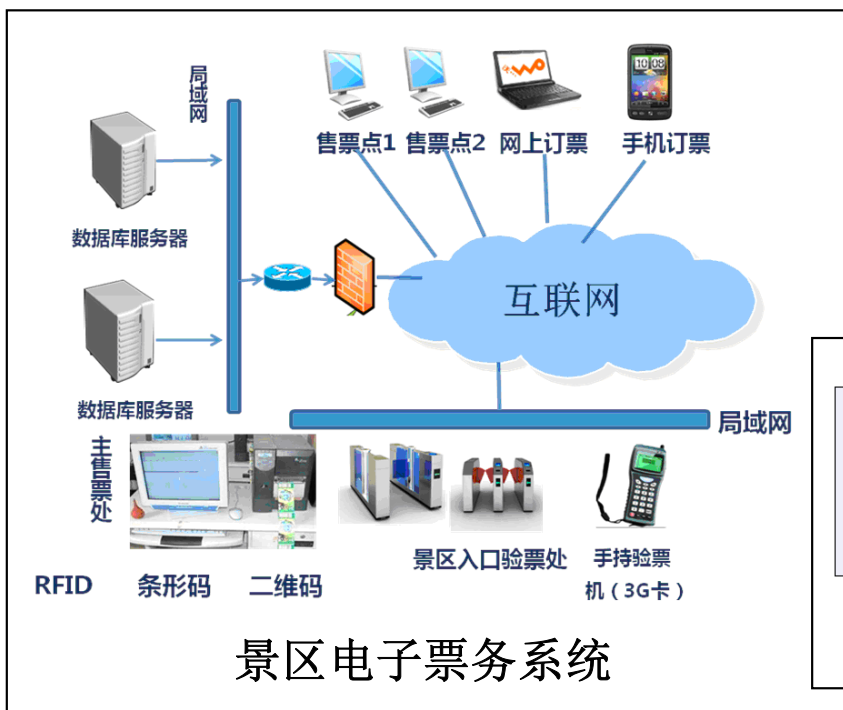 局域网
售票点1
售票点2
网上订票
手机订票
10 08
数据库服务器
互联网
数据库服务器
局域网
主售票处
景区入口验票处
手持验票
机（3G卡）
RFID
条形码
二维码
景区电子票务系统